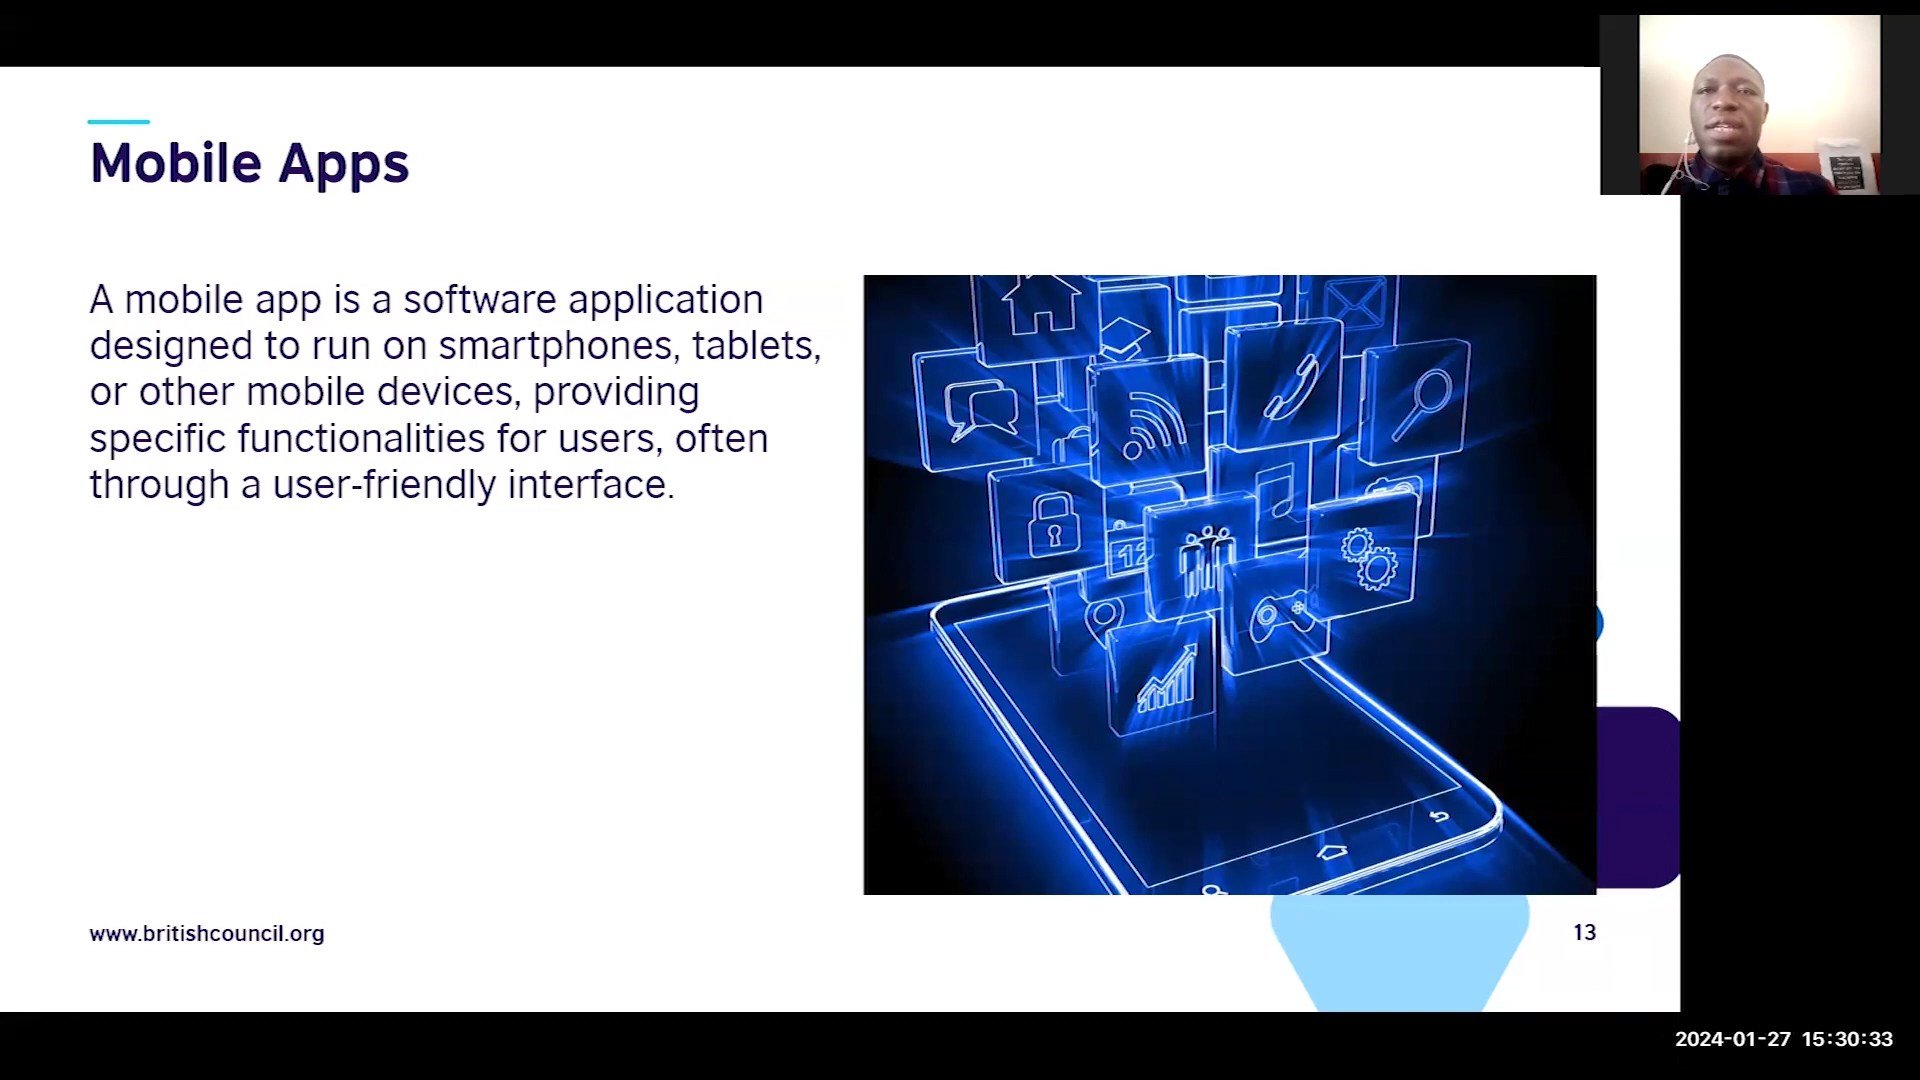 Mobile Apps
A mobile app is a software application
designed to run on smartphones, tablets,
or other mobile devices, providing
specific functionalities for users, often
through a user-friendly interface.
12
www.britishcouncil.org
13
2024-01-27 15:30:33